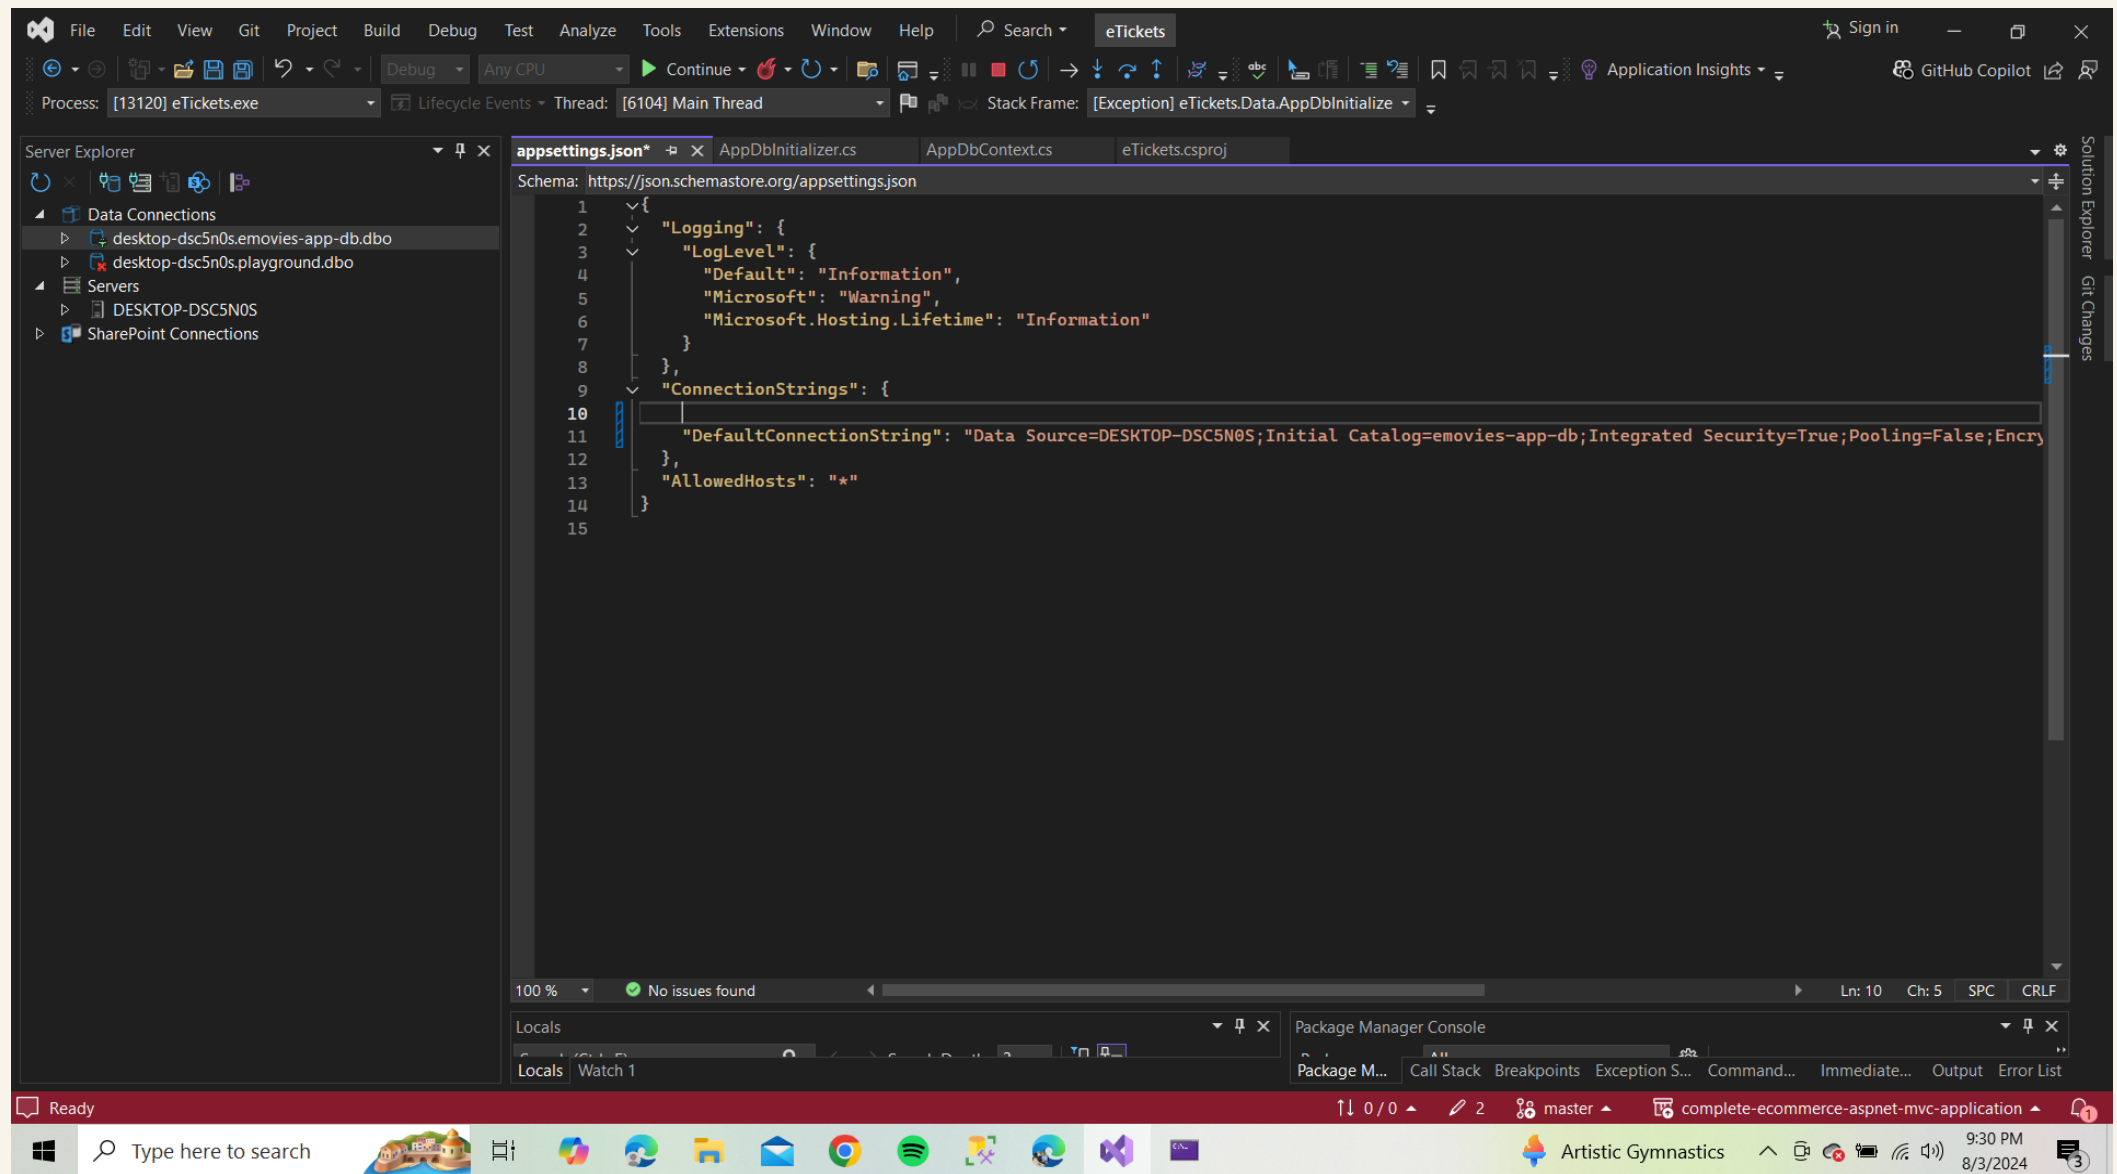 File Edit View Git Project Build Debug Test Analyze Tools Extensions Window Help Search eTickets Sign in
Debug Any CPU Continue Application Insights GitHub Copilot
Process: [13120] eTickets.exe Lifecycle Events Thread: [6104] Main Thread Stack Frame: [Exception] eTickets.Data.AppDbInitialize
Server Explorer
Data Connections
desktop-dsc5n0s.emovies-app-db.dbo
desktop-dsc5n0s.playground.dbo
Servers
DESKTOP-DSC5N0S
SharePoint Connections
appsettings.json* AppDbInitializer.cs AppDbContext.cs eTickets.csproj
Schema: https://json.schemastore.org/appsettings.json
1 {
2 "Logging": {
3 "LogLevel": {
4 "Default": "Information",
5 "Microsoft": "Warning",
6 "Microsoft.Hosting.Lifetime": "Information"
7 }
8 },
9 "ConnectionStrings": {
10
11 "DefaultConnectionString": "Data Source=DESKTOP-DSC5N0S;Initial Catalog=emovies-app-db;Integrated Security=True;Pooling=False;Encry
12 },
13 "AllowedHosts": "*"
14 }
15
Solution Explorer
Git Changes
100 % No issues found Ln: 10 Ch: 5 SPC CRLF
Locals
Locals Watch 1
Package Manager Console
All
Package M... Call Stack Breakpoints Exception S... Command... Immediate... Output Error List
Ready 0 / 0 2 master complete-ecommerce-aspnet-mvc-application 1
Type here to search Artistic Gymnastics 9:30 PM
8/3/2024 3